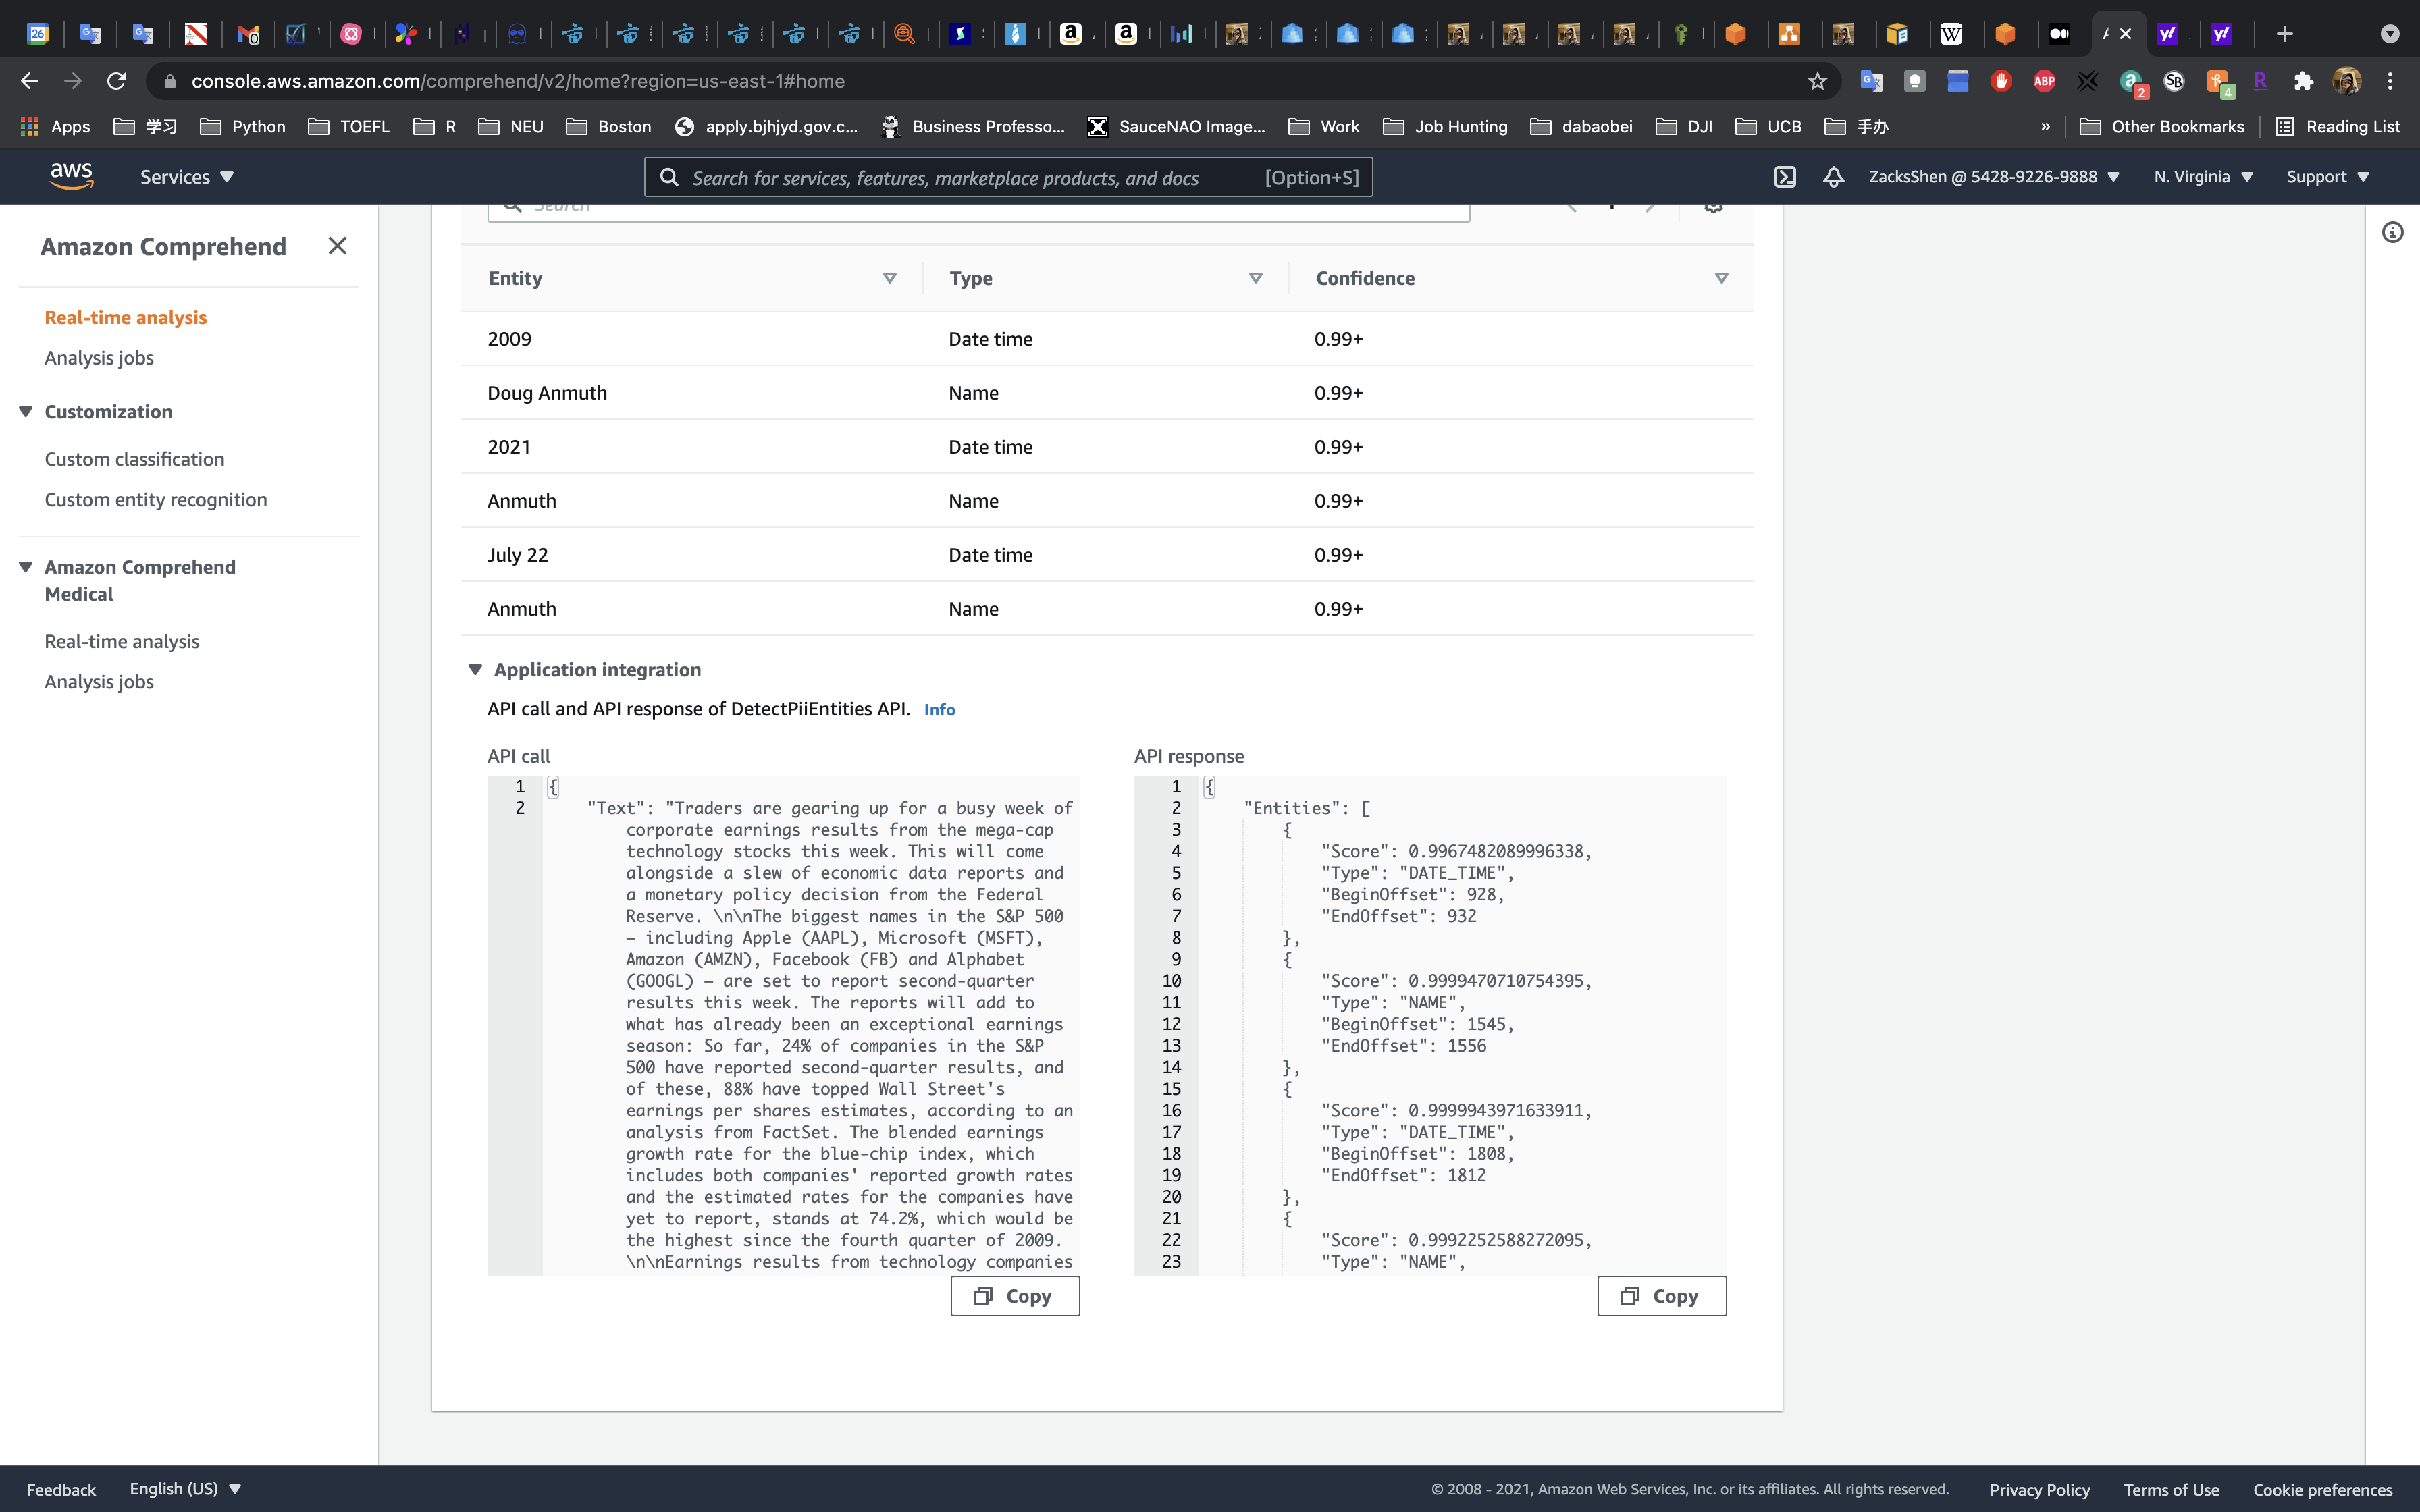 26
console.aws.amazon.com/comprehend/v2/home?region=us-east-1#home
ABP
2
SB
4
Apps
学习
Python
TOEFL
R
NEU
Boston
apply.bjhjyd.gov.c...
Business Professo...
SauceNAO Image...
Work
Job Hunting
dabaobei
DJI
UCB
手办
»
Other Bookmarks
Reading List
aws
Services
Search for services, features, marketplace products, and docs
[Option+S]
ZacksShen @ 5428-9226-9888
N. Virginia
Support
Amazon Comprehend
Real-time analysis
Analysis jobs
Customization
Custom classification
Custom entity recognition
Amazon Comprehend
Medical
Real-time analysis
Analysis jobs
Search
Entity Type Confidence
2009 Date time 0.99+
Doug Anmuth Name 0.99+
2021 Date time 0.99+
Anmuth Name 0.99+
July 22 Date time 0.99+
Anmuth Name 0.99+
Application integration
API call and API response of DetectPiiEntities API. Info
API call
1 {
2 "Text": "Traders are gearing up for a busy week of
corporate earnings results from the mega-cap
technology stocks this week. This will come
alongside a slew of economic data reports and
a monetary policy decision from the Federal
Reserve. \n\nThe biggest names in the S&P 500
— including Apple (AAPL), Microsoft (MSFT),
Amazon (AMZN), Facebook (FB) and Alphabet
(GOOGL) — are set to report second-quarter
results this week. The reports will add to
what has already been an exceptional earnings
season: So far, 24% of companies in the S&P
500 have reported second-quarter results, and
of these, 88% have topped Wall Street's
earnings per shares estimates, according to an
analysis from FactSet. The blended earnings
growth rate for the blue-chip index, which
includes both companies' reported growth rates
and the estimated rates for the companies have
yet to report, stands at 74.2%, which would be
the highest since the fourth quarter of 2009.
\n\nEarnings results from technology companies
Copy
API response
1 {
2 "Entities": [
3 {
4 "Score": 0.9967482089996338,
5 "Type": "DATE_TIME",
6 "BeginOffset": 928,
7 "EndOffset": 932
8 },
9 {
10 "Score": 0.9999470710754395,
11 "Type": "NAME",
12 "BeginOffset": 1545,
13 "EndOffset": 1556
14 },
15 {
16 "Score": 0.9999943971633911,
17 "Type": "DATE_TIME",
18 "BeginOffset": 1808,
19 "EndOffset": 1812
20 },
21 {
22 "Score": 0.9992252588272095,
23 "Type": "NAME",
Copy
Feedback
English (US)
© 2008 - 2021, Amazon Web Services, Inc. or its affiliates. All rights reserved.
Privacy Policy
Terms of Use
Cookie preferences